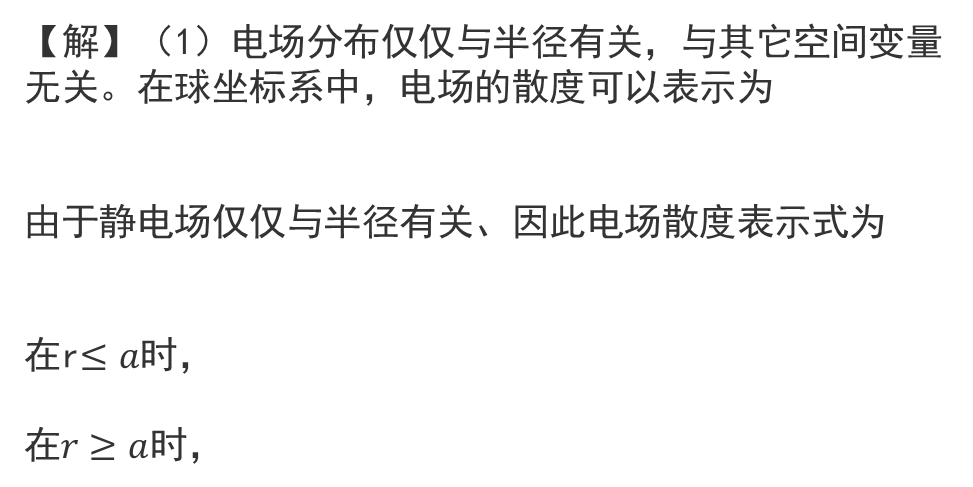 【解】（1）电场分布仅仅与半径有关，与其它空间变量
无关。在球坐标系中，电场的散度可以表示为
由于静电场仅仅与半径有关、因此电场散度表示式为
在r≤ a时，
在r ≥ a时，